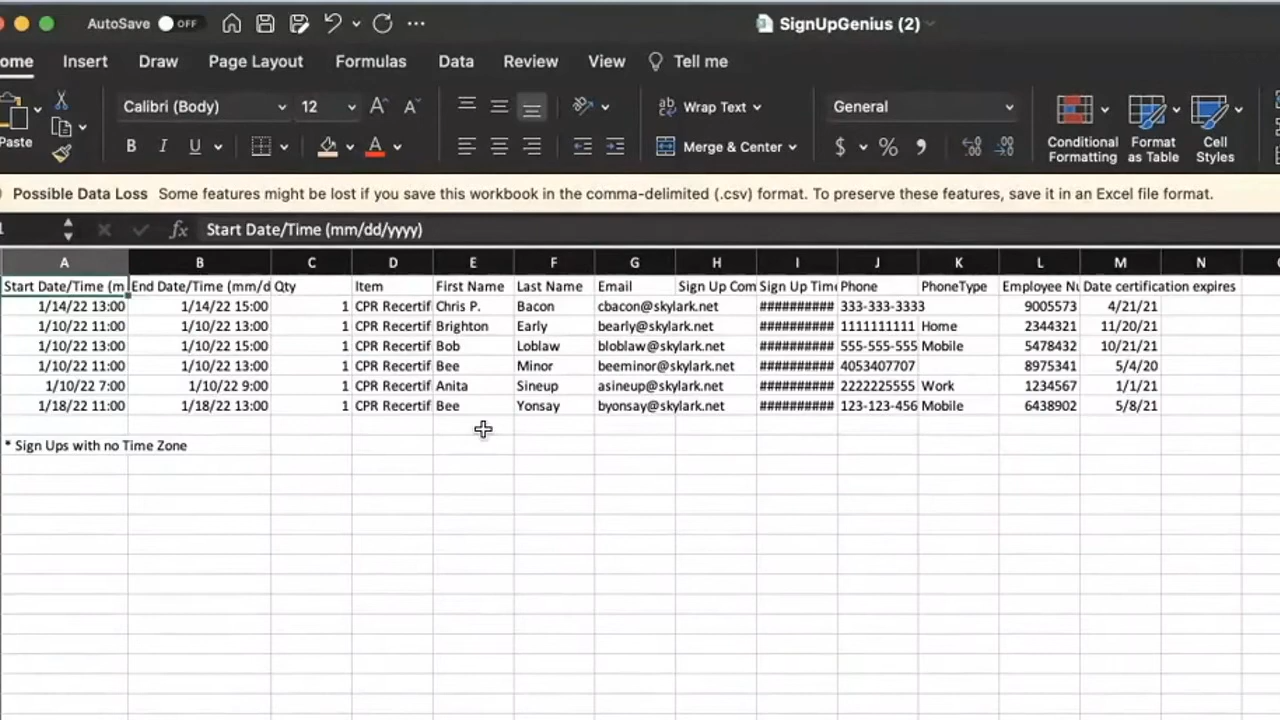 AutoSave OFF SignUpGenius (2)
ome Insert Draw Page Layout Formulas Data Review View Tell me
Calibri (Body) 12 Wrap Text General
Paste B I U Merge & Center $ % Conditional Formatting Format as Table Cell Styles
Possible Data Loss Some features might be lost if you save this workbook in the comma-delimited (.csv) format. To preserve these features, save it in an Excel file format.
fx Start Date/Time (mm/dd/yyyy)
A B C D E F G H I J K L M N
Start Date/Time (m End Date/Time (mm/d Qty Item First Name Last Name Email Sign Up Com Sign Up Time Phone PhoneType Employee Nu Date certification expires
1/14/22 13:00 1/14/22 15:00 1 CPR Recertif Chris P. Bacon cbacon@skylark.net ########## 333-333-3333 9005573 4/21/21
1/10/22 11:00 1/10/22 13:00 1 CPR Recertif Brighton Early bearly@skylark.net ########## 1111111111 Home 2344321 11/20/21
1/10/22 13:00 1/10/22 15:00 1 CPR Recertif Bob Loblaw bloblaw@skylark.net ########## 555-555-555 Mobile 5478432 10/21/21
1/10/22 11:00 1/10/22 13:00 1 CPR Recertif Bee Minor beeminor@skylark.net ########## 4053407707 8975341 5/4/20
1/10/22 7:00 1/10/22 9:00 1 CPR Recertif Anita Sineup asineup@skylark.net ########## 2222225555 Work 1234567 1/1/21
1/18/22 11:00 1/18/22 13:00 1 CPR Recertif Bee Yonsay byonsay@skylark.net ########## 123-123-456 Mobile 6438902 5/8/21
* Sign Ups with no Time Zone